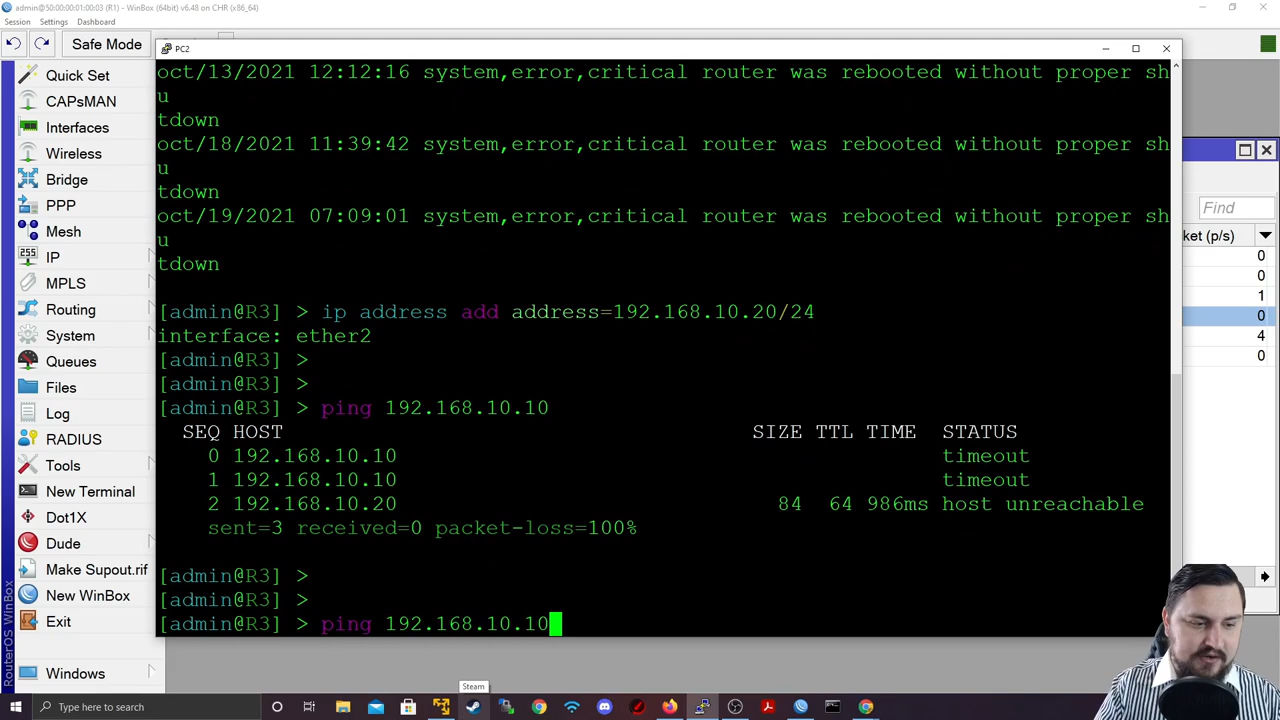 admin@50:00:00:01:00:03 (R1) - WinBox (64bit) v6.48 on CHR (x86_64)
Session Settings Dashboard
Safe Mode
PC2
Quick Set
CAPsMAN
Interfaces
Wireless
Bridge
PPP
Mesh
IP
MPLS
Routing
System
Queues
Files
Log
RADIUS
Tools
New Terminal
Dot1X
Dude
Make Supout.rif
New WinBox
Exit
Windows
RouterOS WinBox
oct/13/2021 12:12:16 system,error,critical router was rebooted without proper sh
u
tdown
oct/18/2021 11:39:42 system,error,critical router was rebooted without proper sh
u
tdown
oct/19/2021 07:09:01 system,error,critical router was rebooted without proper sh
u
tdown
[admin@R3] > ip address add address=192.168.10.20/24
interface: ether2
[admin@R3] >
[admin@R3] >
[admin@R3] > ping 192.168.10.10
SEQ HOST SIZE TTL TIME STATUS
0 192.168.10.10 timeout
1 192.168.10.10 timeout
2 192.168.10.20 84 64 986ms host unreachable
sent=3 received=0 packet-loss=100%
[admin@R3] >
[admin@R3] >
[admin@R3] > ping 192.168.10.10
Find
ket (p/s)
0
0
1
0
4
0
Steam
Type here to search